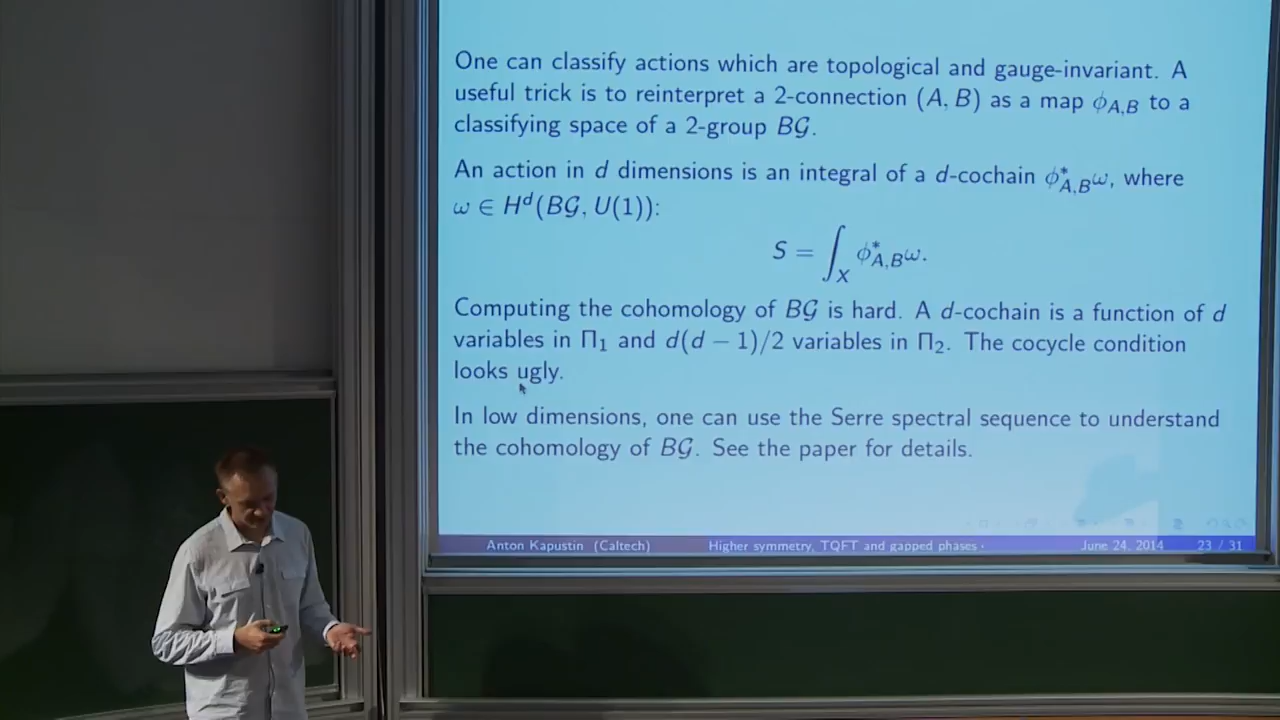 One can classify actions which are topological and gauge-invariant. A
useful trick is to reinterpret a 2-connection (A, B) as a map ϕ_{A,B} to a
classifying space of a 2-group B𝒢.
An action in d dimensions is an integral of a d-cochain ϕ*_{A,B}ω, where
ω ∈ H^d(B𝒢, U(1)):
S = ∫_X ϕ*_{A,B}ω.
Computing the cohomology of B𝒢 is hard. A d-cochain is a function of d
variables in Π₁ and d(d − 1)/2 variables in Π₂. The cocycle condition
looks ugly.
In low dimensions, one can use the Serre spectral sequence to understand
the cohomology of B𝒢. See the paper for details.
Anton Kapustin (Caltech) Higher symmetry, TQFT and gapped phases · June 24, 2014 23 / 31